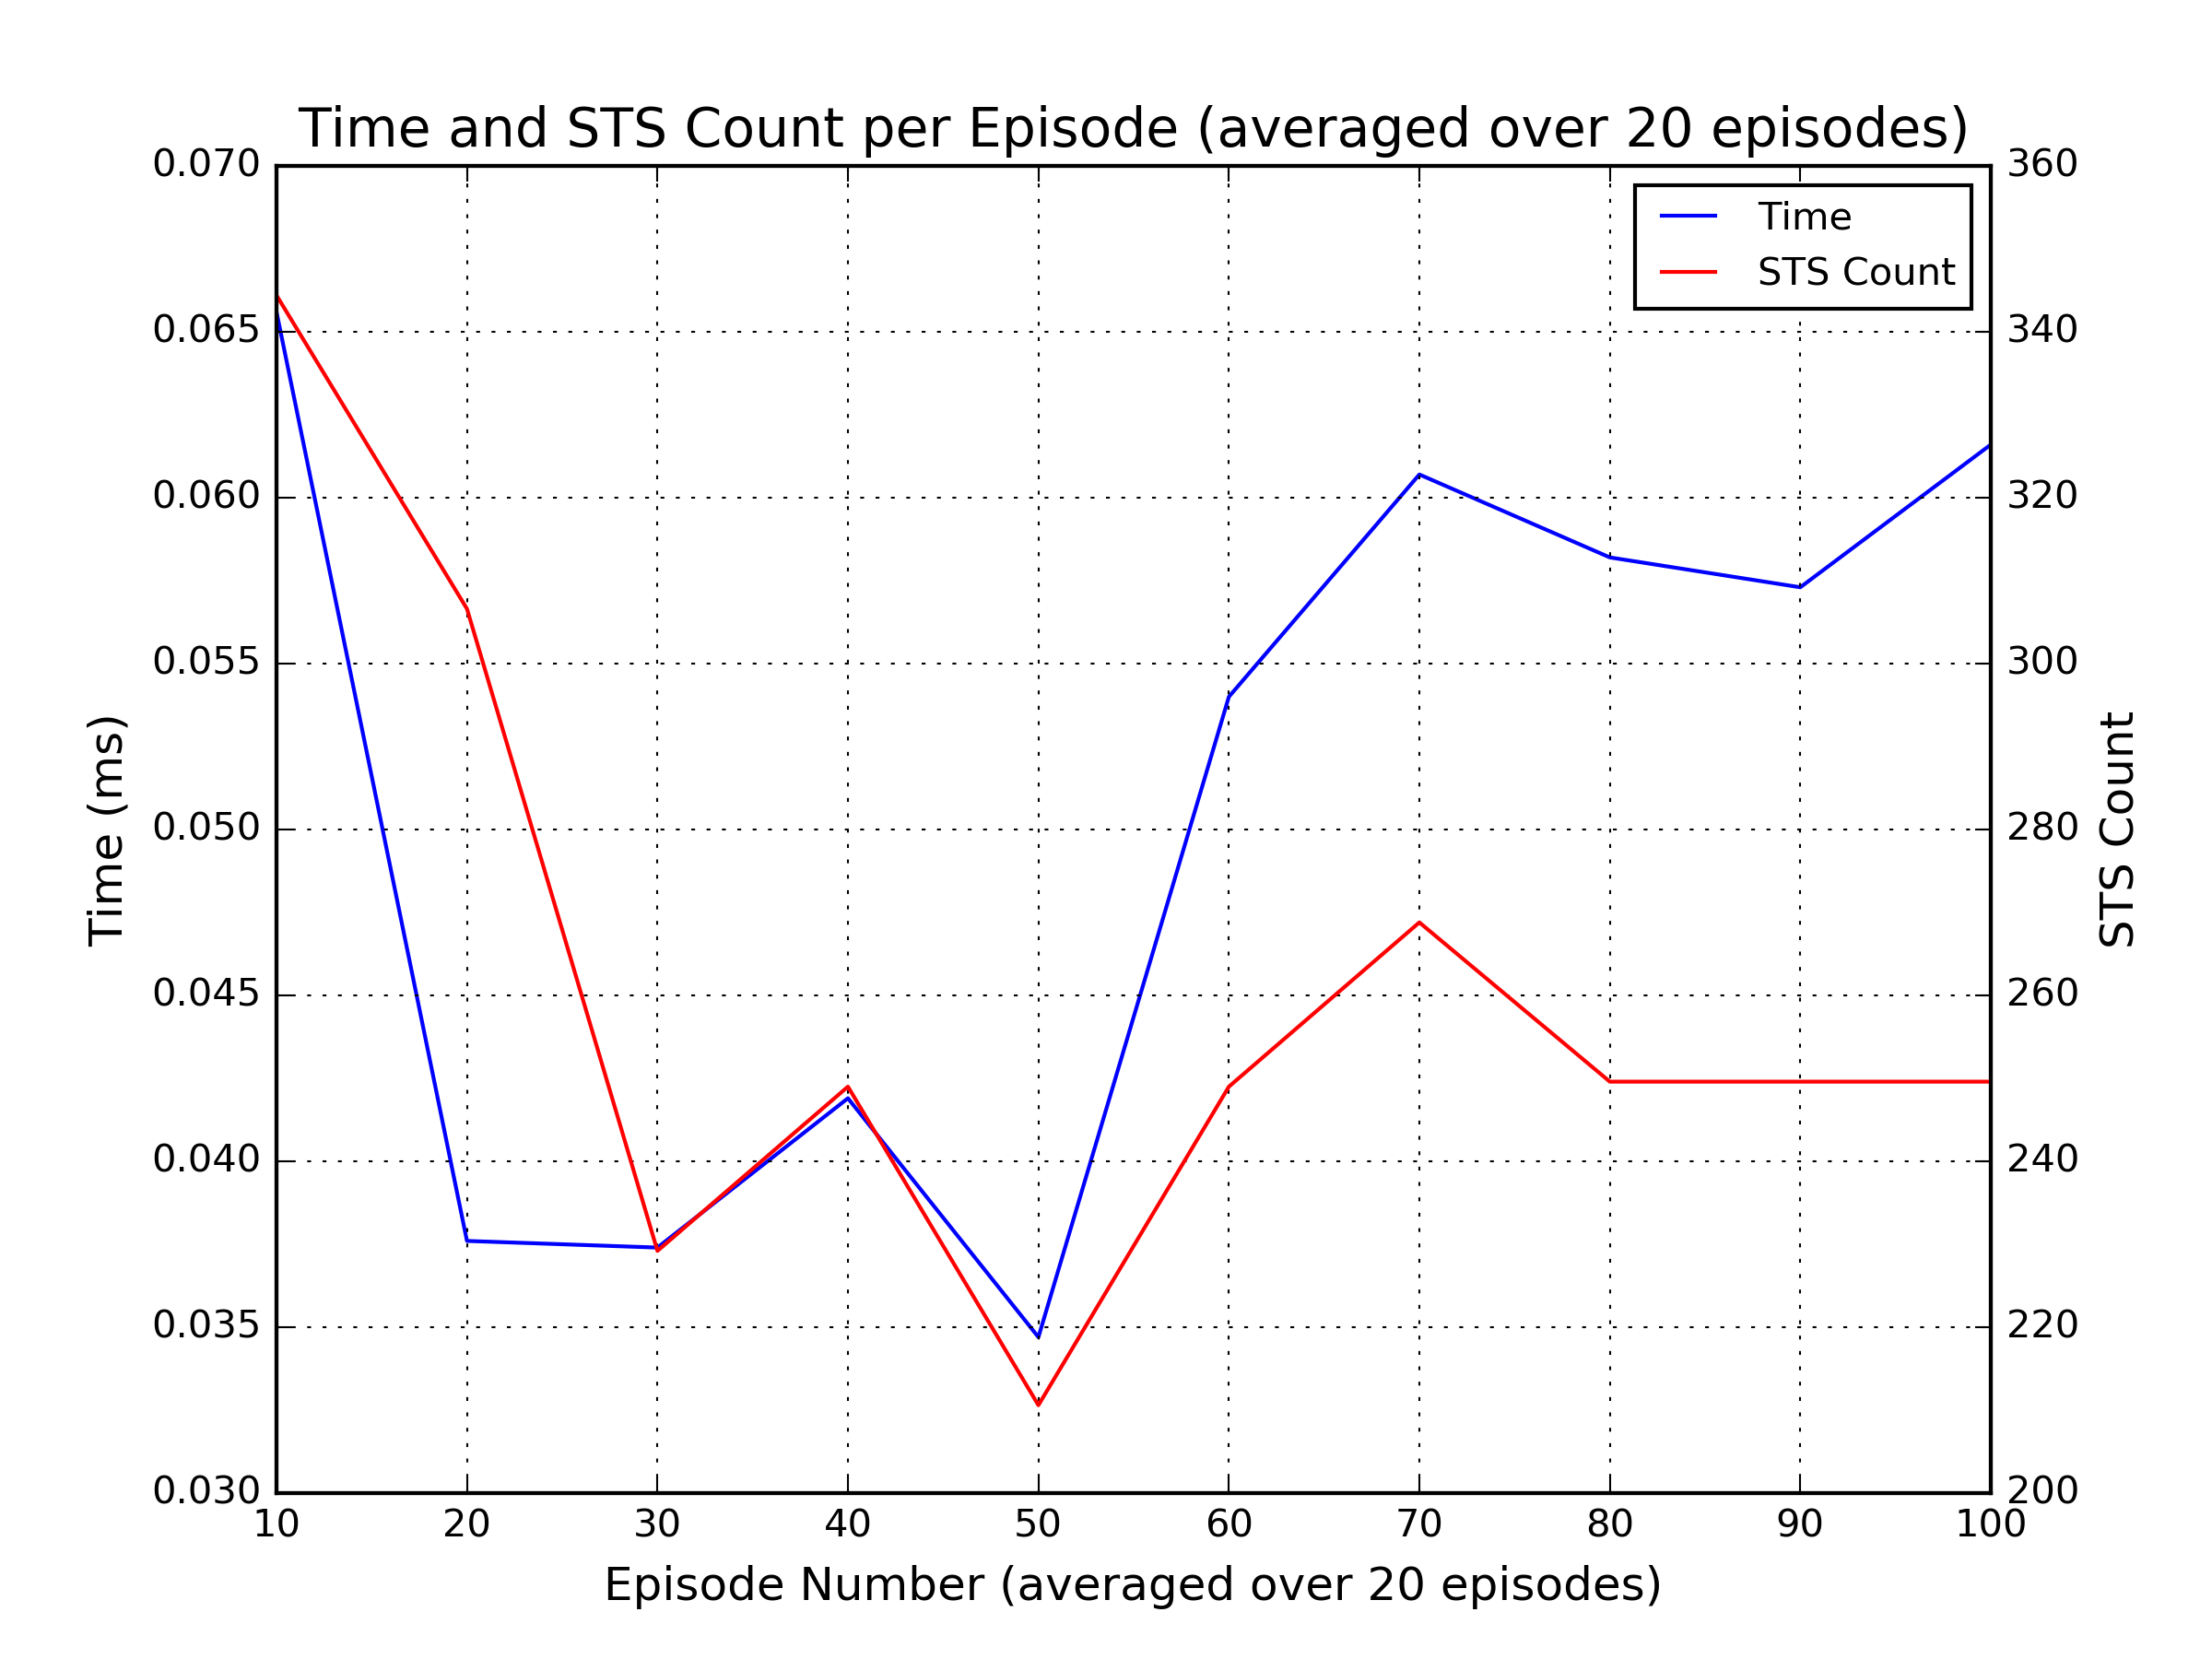 Time and STS Count per Episode (averaged over 20 episodes)
Time
STS Count
0.070
0.065
0.060
0.055
0.050
0.045
0.040
0.035
0.030
Time (ms)
360
340
320
300
280
260
240
220
200
STS Count
10 20 30 40 50 60 70 80 90 100
Episode Number (averaged over 20 episodes)